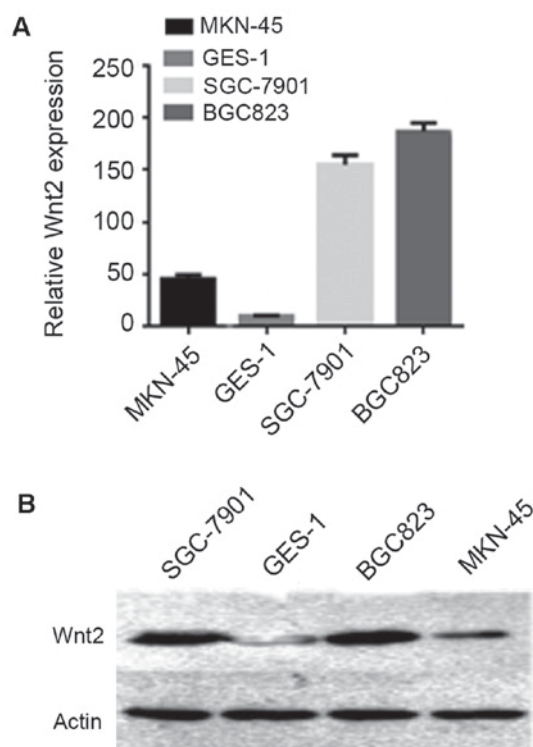 A
MKN-45
GES-1
SGC-7901
BGC823
Relative Wnt2 expression
250
200
150
100
50
0
MKN-45
GES-1
SGC-7901
BGC823
B
SGC-7901
GES-1
BGC823
MKN-45
Wnt2
Actin